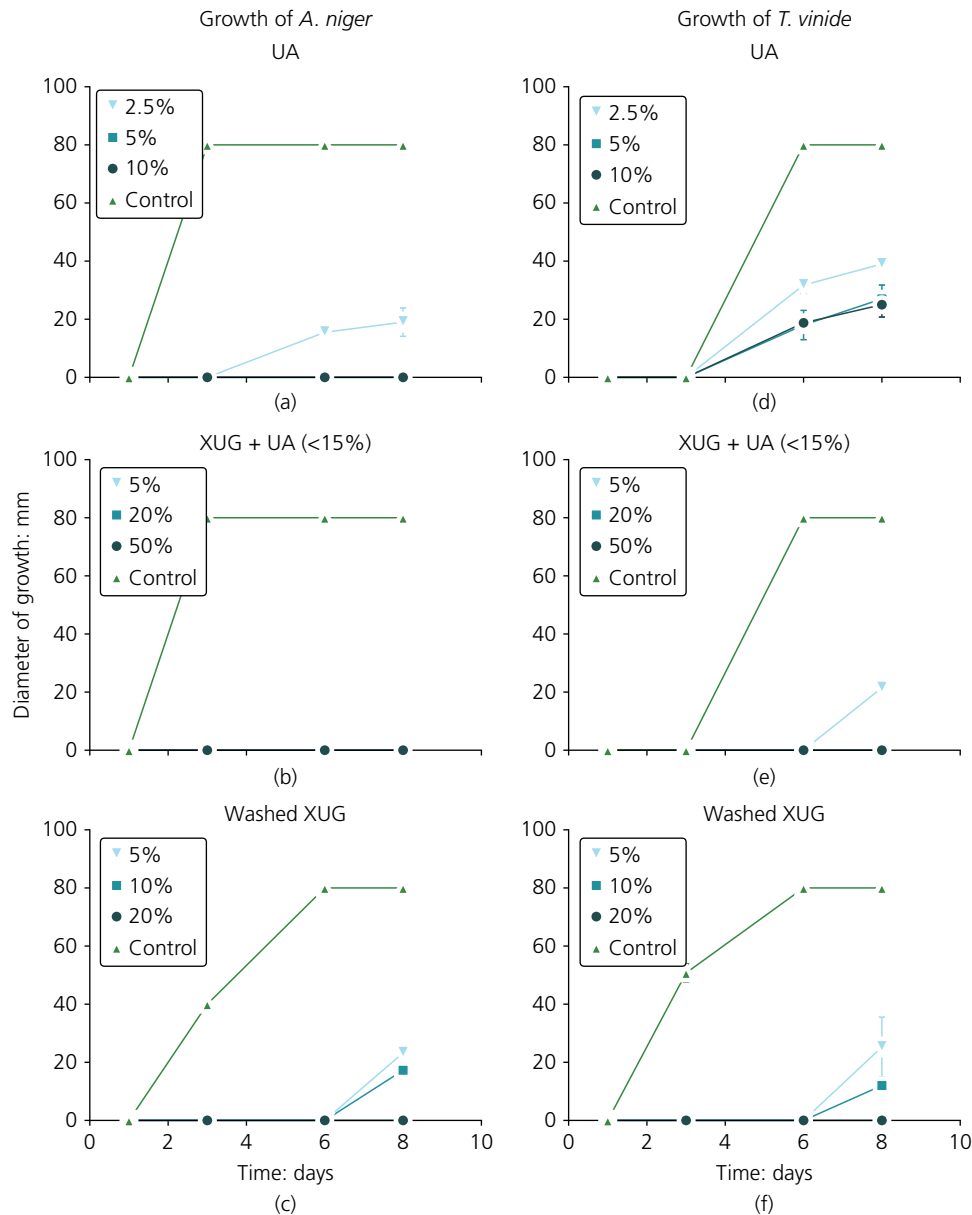 Growth of A. niger
UA
100
80
60
40
20
0
2.5%
5%
10%
Control
(a)
Growth of T. vinide
UA
100
80
60
40
20
0
2.5%
5%
10%
Control
(d)
Diameter of growth: mm
XUG + UA (<15%)
100
80
60
40
20
0
5%
20%
50%
Control
(b)
XUG + UA (<15%)
100
80
60
40
20
0
5%
20%
50%
Control
(e)
Washed XUG
100
80
60
40
20
0
5%
10%
20%
Control
0 2 4 6 8 10
Time: days
(c)
Washed XUG
100
80
60
40
20
0
5%
10%
20%
Control
0 2 4 6 8 10
Time: days
(f)